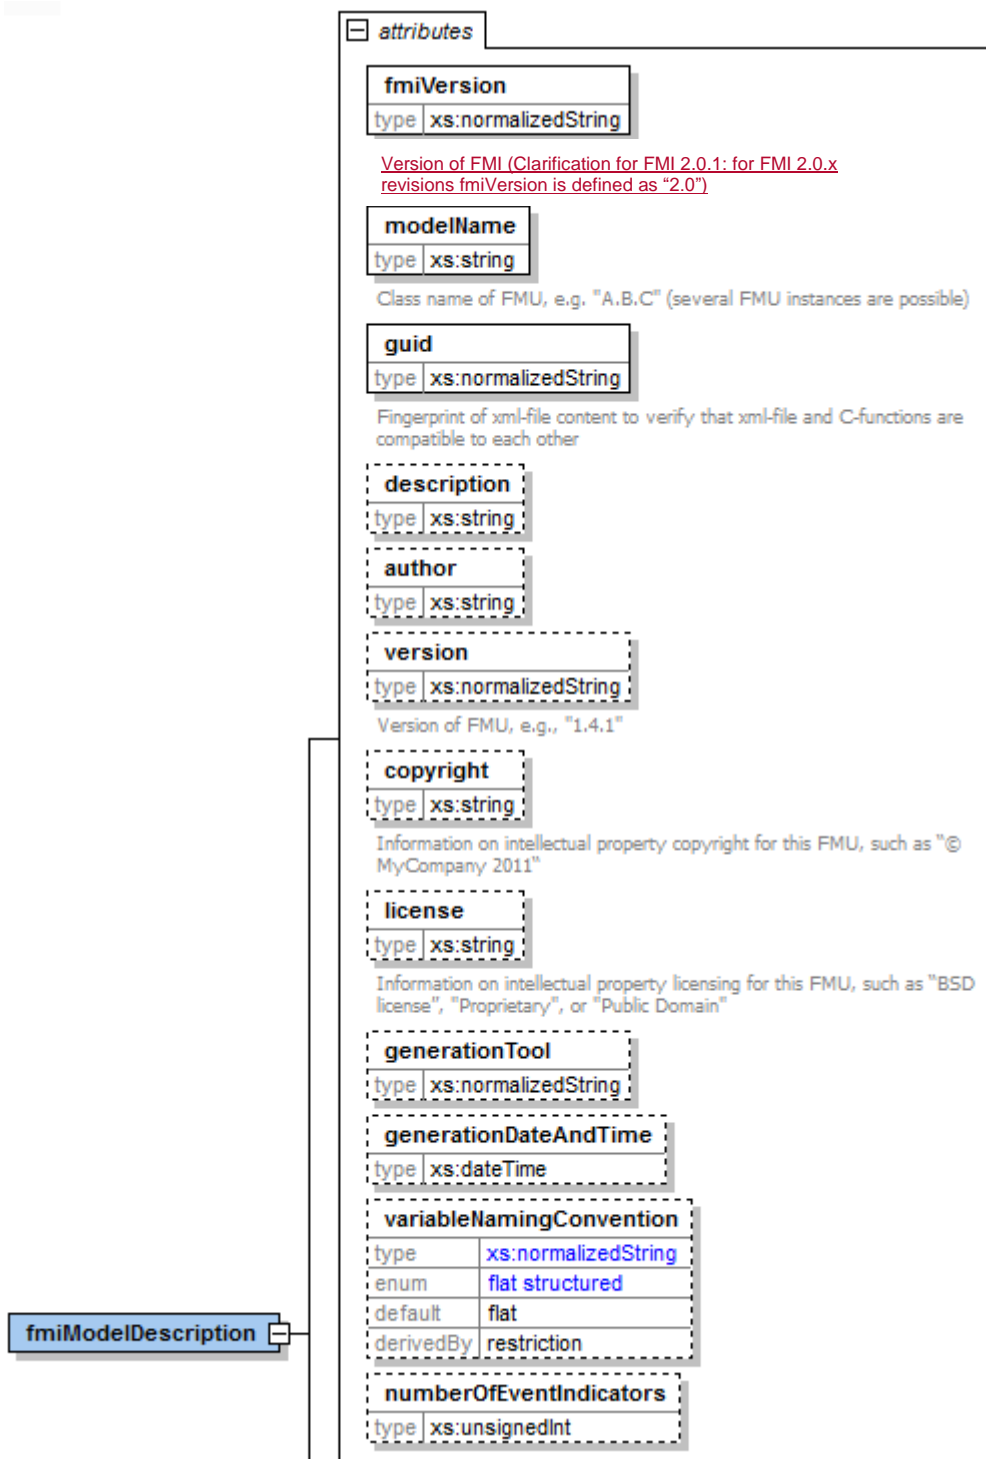 attributes
fmiVersion
type xs:normalizedString
Version of FMI (Clarification for FMI 2.0.1: for FMI 2.0.x
revisions fmiVersion is defined as “2.0”)
modelName
type xs:string
Class name of FMU, e.g. "A.B.C" (several FMU instances are possible)
guid
type xs:normalizedString
Fingerprint of xml-file content to verify that xml-file and C-functions are
compatible to each other
description
type xs:string
author
type xs:string
version
type xs:normalizedString
Version of FMU, e.g., "1.4.1"
copyright
type xs:string
Information on intellectual property copyright for this FMU, such as “©
MyCompany 2011“
license
type xs:string
Information on intellectual property licensing for this FMU, such as “BSD
license”, "Proprietary", or "Public Domain"
generationTool
type xs:normalizedString
generationDateAndTime
type xs:dateTime
variableNamingConvention
type xs:normalizedString
enum flat structured
default flat
derivedBy restriction
fmiModelDescription
numberOfEventIndicators
type xs:unsignedInt